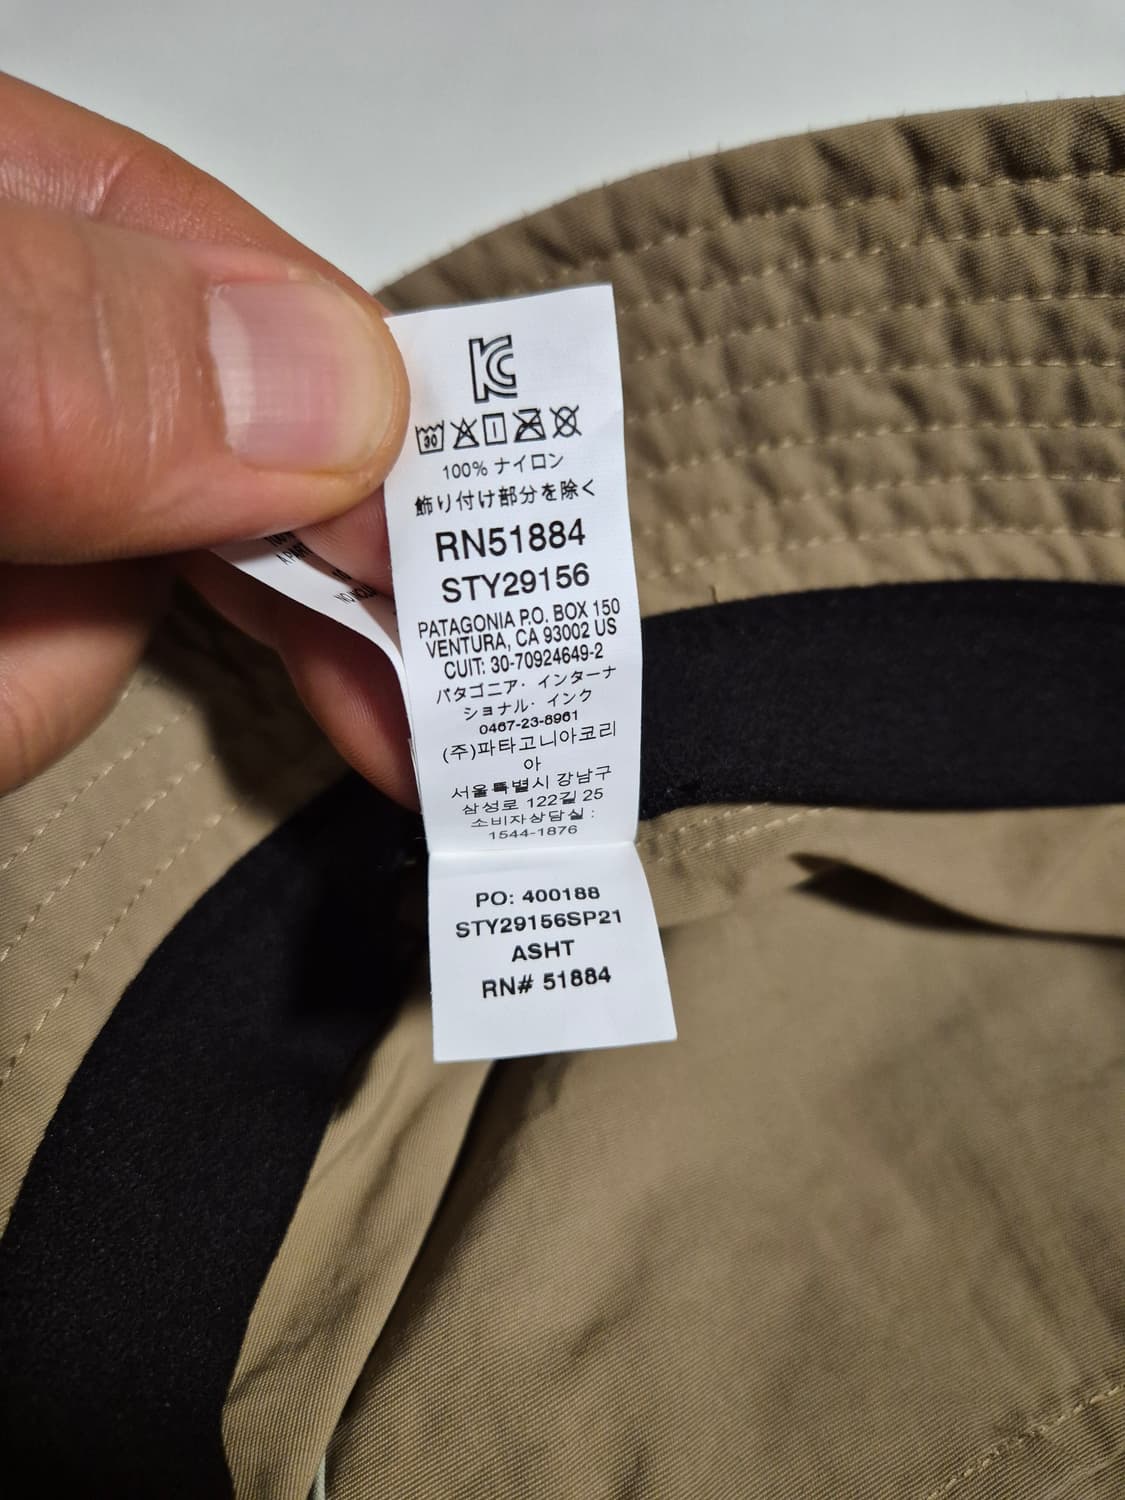 KC
30
100% ナイロン
飾り付け部分を除く
RN51884
STY29156
PATAGONIA P.O. BOX 150
VENTURA, CA 93002 US
CUIT: 30-70924649-2
パタゴニア・インターナ
ショナル・インク
0467-23-8961
(주)파타고니아코리
아
서울특별시 강남구
삼성로 122길 25
소비자상담실 :
1544-1876
PO: 400188
STY29156SP21
ASHT
RN# 51884